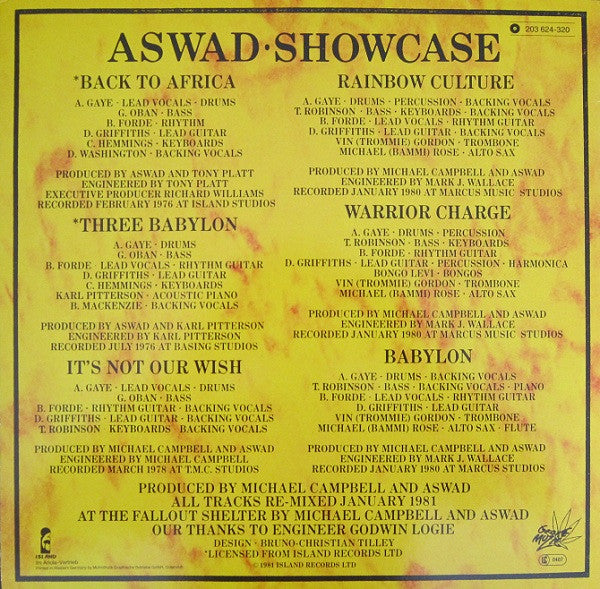 203 624-320
ASWAD·SHOWCASE
*BACK TO AFRICA
A. GAYE · LEAD VOCALS · DRUMS
G. OBAN · BASS
B. FORDE · RHYTHM
D. GRIFFITHS · LEAD GUITAR
C. HEMMINGS · KEYBOARDS
D. WASHINGTON · BACKING VOCALS
PRODUCED BY ASWAD AND TONY PLATT
ENGINEERED BY TONY PLATT
EXECUTIVE PRODUCER RICHARD WILLIAMS
RECORDED FEBRUARY 1976 AT ISLAND STUDIOS
*THREE BABYLON
A. GAYE · DRUMS
G. OBAN · BASS
B. FORDE · LEAD VOCALS · RHYTHM GUITAR
D. GRIFFITHS · LEAD GUITAR
C. HEMMINGS · KEYBOARDS
KARL PITTERSON · ACOUSTIC PIANO
B. MACKENZIE · BACKING VOCALS
PRODUCED BY ASWAD AND KARL PITTERSON
ENGINEERED BY KARL PITTERSON
RECORDED JULY 1976 AT BASING STUDIOS
IT'S NOT OUR WISH
A. GAYE · LEAD VOCALS · DRUMS
G. OBAN · BASS
B. FORDE · RHYTHM GUITAR · BACKING VOCALS
D. GRIFFITHS · LEAD GUITAR · BACKING VOCALS
T. ROBINSON · KEYBOARDS · BACKING VOCALS
PRODUCED BY MICHAEL CAMPBELL AND ASWAD
ENGINEERED BY MICHAEL CAMPBELL
RECORDED MARCH 1978 AT T.M.C. STUDIOS
RAINBOW CULTURE
A. GAYE · DRUMS · PERCUSSION · BACKING VOCALS
T. ROBINSON · BASS · KEYBOARDS · BACKING VOCALS
B. FORDE · LEAD VOCALS · RHYTHM GUITAR
D. GRIFFITHS · LEAD GUITAR · BACKING VOCALS
VIN (TROMMIE) GORDON · TROMBONE
MICHAEL (BAMMI) ROSE · ALTO SAX
PRODUCED BY MICHAEL CAMPBELL AND ASWAD
ENGINEERED BY MARK J. WALLACE
RECORDED JANUARY 1980 AT MARCUS MUSIC STUDIOS
WARRIOR CHARGE
A. GAYE · DRUMS · PERCUSSION
T. ROBINSON · BASS · KEYBOARDS
B. FORDE · RHYTHM GUITAR
D. GRIFFITHS · LEAD GUITAR · PERCUSSION · HARMONICA
BONGO LEVI · BONGOS
VIN (TROMMIE) GORDON · TROMBONE
MICHAEL (BAMMI) ROSE · ALTO SAX
PRODUCED BY MICHAEL CAMPBELL AND ASWAD
ENGINEERED BY MARK J. WALLACE
RECORDED JANUARY 1980 AT MARCUS MUSIC STUDIOS
BABYLON
A. GAYE · DRUMS · BACKING VOCALS
T. ROBINSON · BASS · BACKING VOCALS · PIANO
B. FORDE · LEAD VOCALS · RHYTHM GUITAR
D. GRIFFITHS · LEAD GUITAR
VIN (TROMMIE) GORDON · TROMBONE
MICHAEL (BAMMI) ROSE · ALTO SAX · FLUTE
PRODUCED BY MICHAEL CAMPBELL AND ASWAD
ENGINEERED BY MARK J. WALLACE
RECORDED JANUARY 1980 AT MARCUS STUDIOS
PRODUCED BY MICHAEL CAMPBELL AND ASWAD
ALL TRACKS RE-MIXED JANUARY 1981
AT THE FALLOUT SHELTER BY MICHAEL CAMPBELL AND ASWAD
OUR THANKS TO ENGINEER GODWIN LOGIE
DESIGN · BRUNO-CHRISTIAN TILLEY
*LICENSED FROM ISLAND RECORDS LTD
© 1981 ISLAND RECORDS LTD
ISLAND
Im Ariola-Vertrieb
Printed in Western Germany by
MUSIC